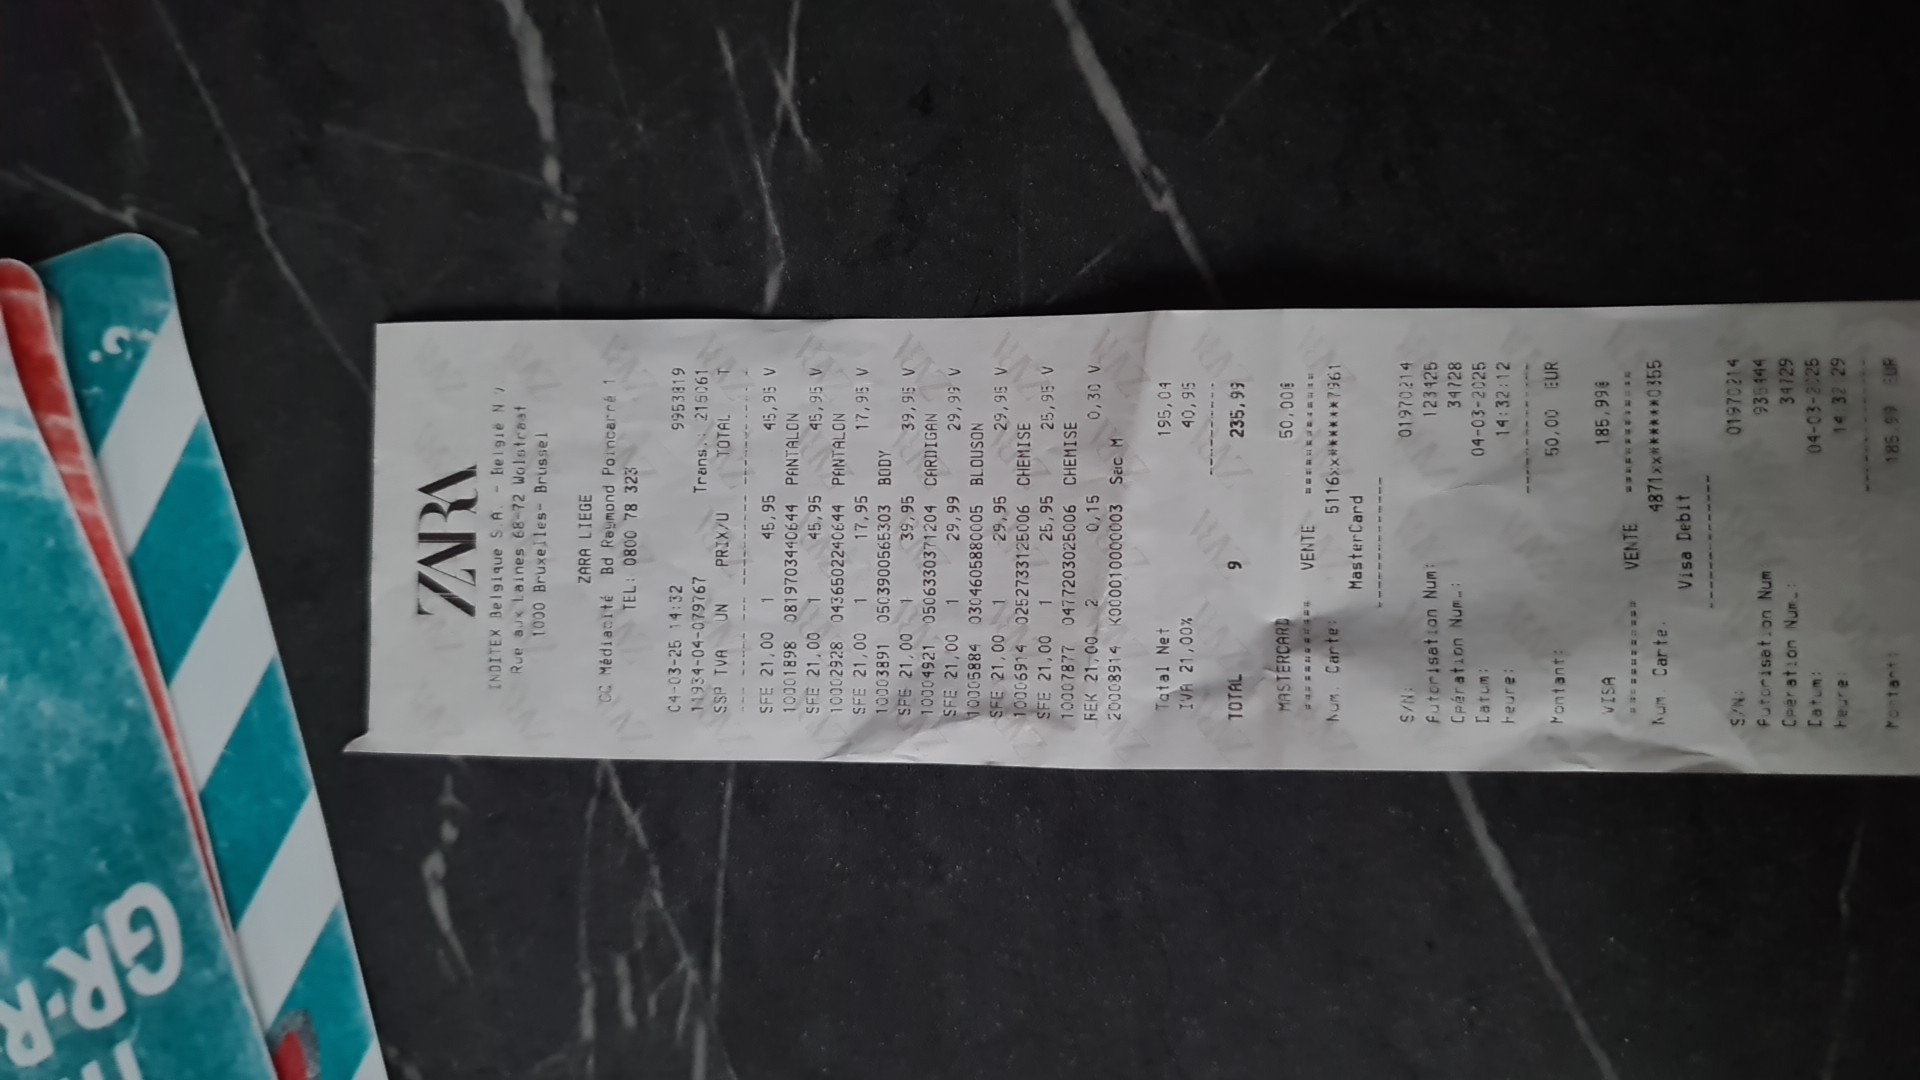 ZARA
INDITEX Belgique S.A. - België N.V
Rue aux Laines 68-72 Wolstraat
1000 Bruxelles- Brussel
ZARA LIEGE
CC Médiacité Bd Raymond Poincarré 1
TEL: 0800 78 323
04-03-25 14:32 9953819
11934-04-079767 Trans.: 215061
SSP TVA UN PRIX/U TOTAL T
SFE 21,00 1 45,95 45,95 V
10001898 0819703440644 PANTALON
SFE 21,00 1 45,95 45,95 V
10002928 0436502240644 PANTALON
SFE 21,00 1 17,95 17,95 V
10003891 0503900565303 BODY
SFE 21,00 1 39,95 39,95 V
10004921 05063303371204 CARDIGAN
SFE 21,00 1 29,99 29,99 V
10005884 0304605880005 BLOUSON
SFE 21,00 1 29,95 29,95 V
10006914 0252733125006 CHEMISE
SFE 21,00 1 25,95 25,95 V
10007877 0477203025006 CHEMISE
REK 21,00 2 0,15 0,30 V
20008914 K000010000003 Sac M
Total Net 195,04
IVA 21,00% 40,95
TOTAL 9 235,99
MASTERCARD 50,00€
========== VENTE ==========
Num. Carte: 5116xx******7961
MasterCard
S/N: 01970214
Autorisation Num: 123425
Opération Num.: 34728
Datum: 04-03-2025
Heure: 14:32:12
Montant: 50,00 EUR
VISA 185,99€
========== VENTE ==========
Num. Carte. 4871xx******0355
Visa Debit
S/N: 01970214
Autorisation Num 935444
Opération Num.: 34729
Datum: 04-03-2025
Heure: 14 32 29
Montant: 185,99 EUR
GR-R